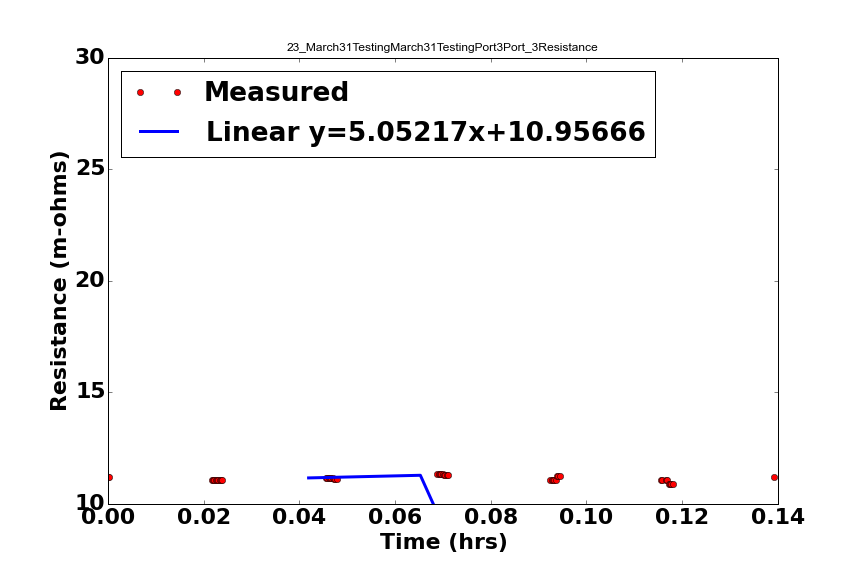 23_March31TestingMarch31TestingPort3Port_3Resistance
30
Measured
Linear y=5.05217x+10.95666
25
20
15
10
Resistance (m-ohms)
0.00 0.02 0.04 0.06 0.08 0.10 0.12 0.14
Time (hrs)